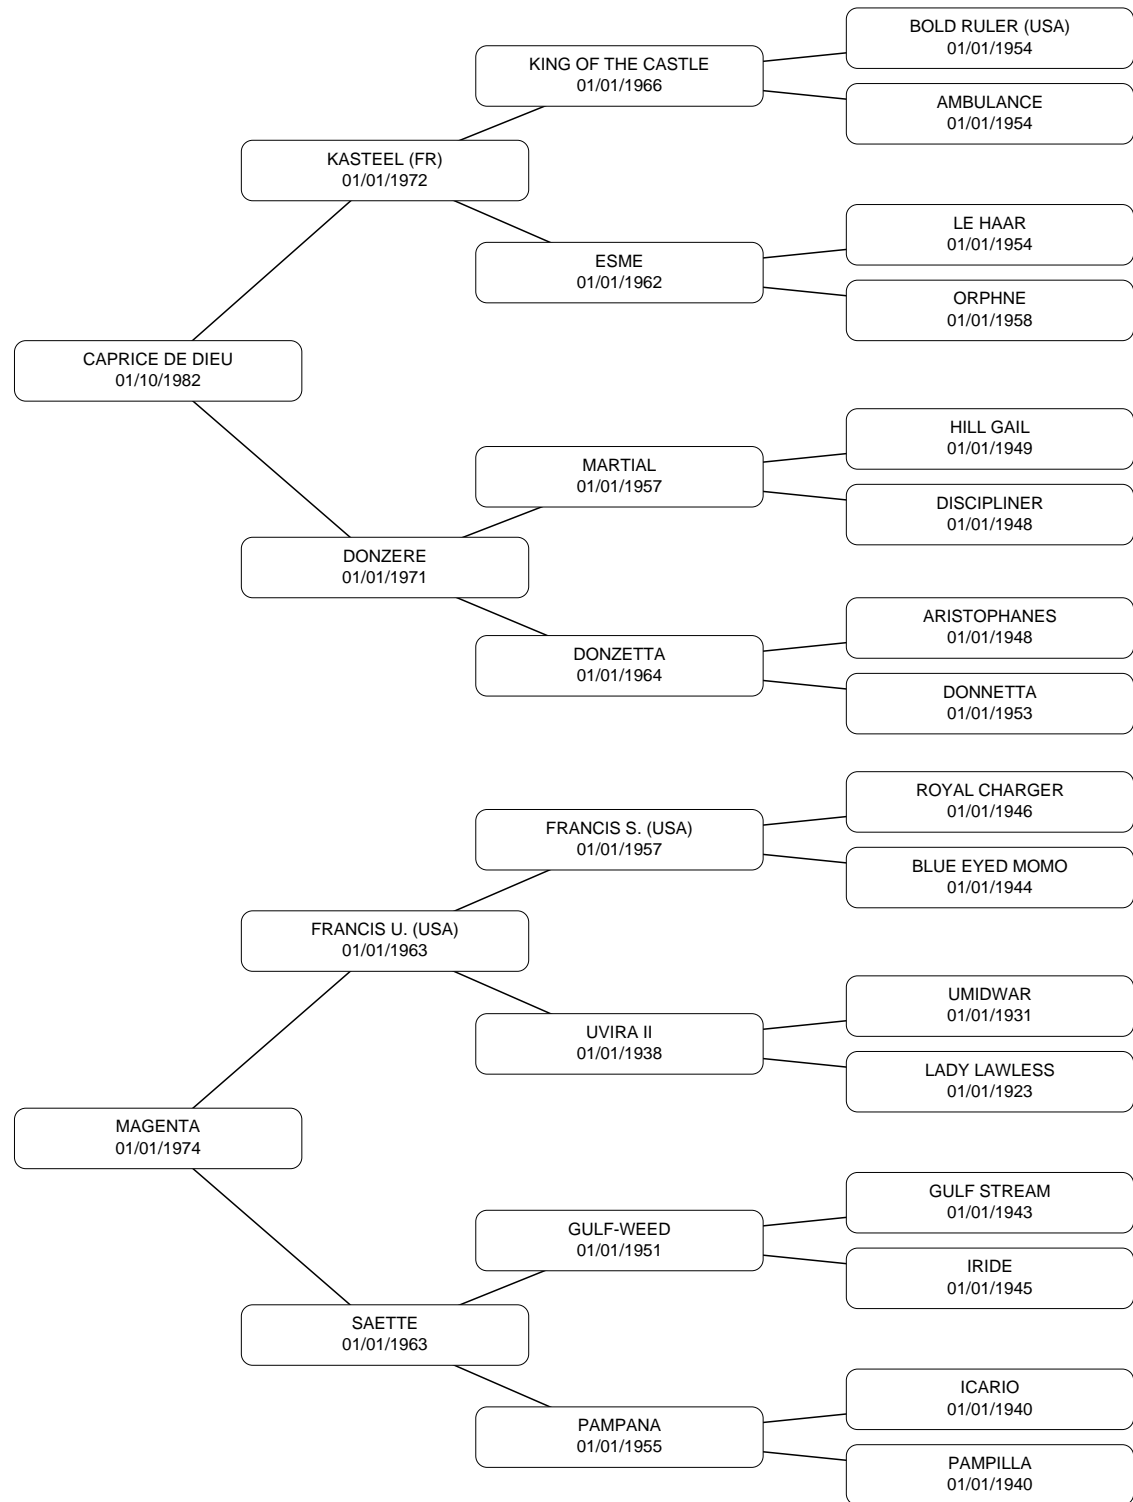 BOLD RULER (USA)
01/01/1954
KING OF THE CASTLE
01/01/1966
AMBULANCE
01/01/1954
KASTEEL (FR)
01/01/1972
LE HAAR
01/01/1954
ESME
01/01/1962
ORPHNE
01/01/1958
CAPRICE DE DIEU
01/10/1982
HILL GAIL
01/01/1949
MARTIAL
01/01/1957
DISCIPLINER
01/01/1948
DONZERE
01/01/1971
ARISTOPHANES
01/01/1948
DONZETTA
01/01/1964
DONNETTA
01/01/1953
ROYAL CHARGER
01/01/1946
FRANCIS S. (USA)
01/01/1957
BLUE EYED MOMO
01/01/1944
FRANCIS U. (USA)
01/01/1963
UMIDWAR
01/01/1931
UVIRA II
01/01/1938
LADY LAWLESS
01/01/1923
MAGENTA
01/01/1974
GULF STREAM
01/01/1943
GULF-WEED
01/01/1951
IRIDE
01/01/1945
SAETTE
01/01/1963
ICARIO
01/01/1940
PAMPANA
01/01/1955
PAMPILLA
01/01/1940